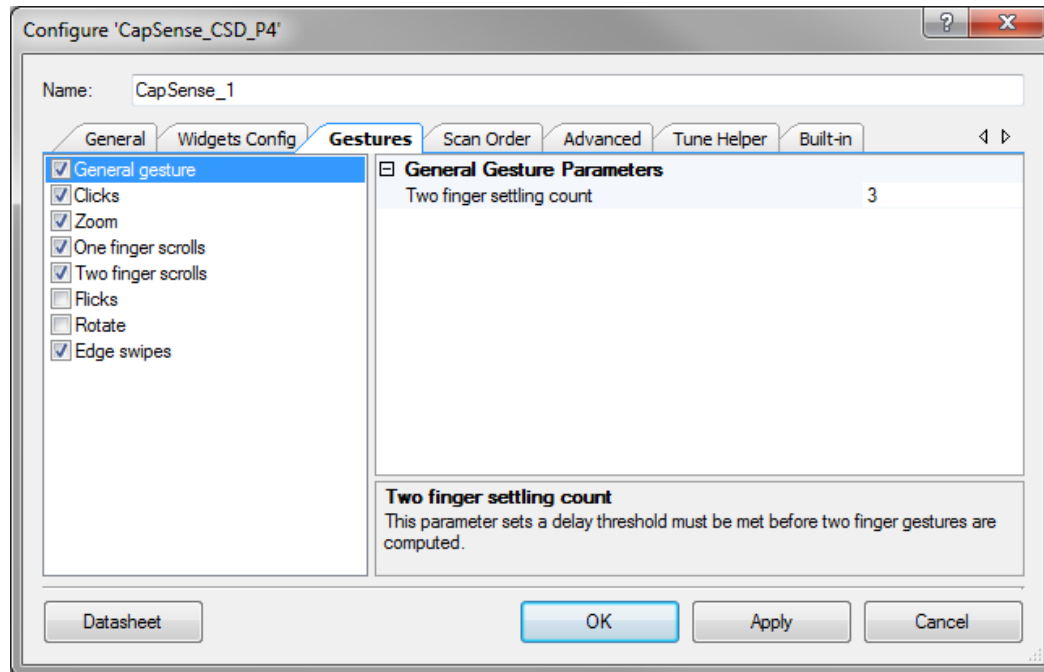 Configure 'CapSense_CSD_P4'
Name: CapSense_1
General Widgets Config Gestures Scan Order Advanced Tune Helper Built-in
General gesture
Clicks
Zoom
One finger scrolls
Two finger scrolls
Flicks
Rotate
Edge swipes
General Gesture Parameters
Two finger settling count 3
Two finger settling count
This parameter sets a delay threshold must be met before two finger gestures are
computed.
Datasheet OK Apply Cancel